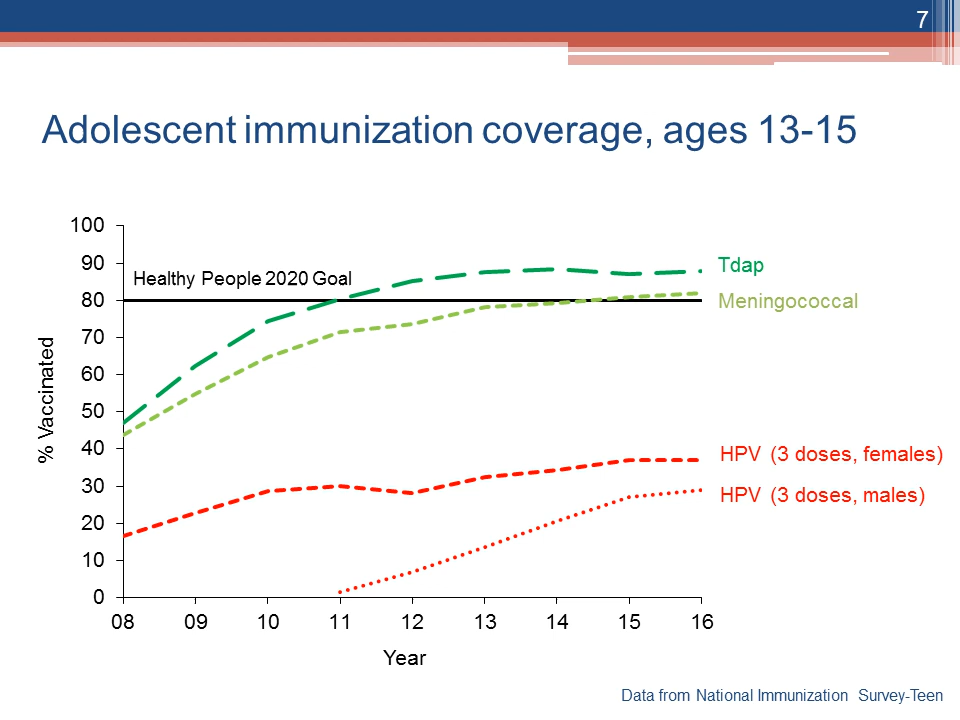 7
Adolescent immunization coverage, ages 13-15
100
90
80
70
60
50
40
30
20
10
0
% Vaccinated
Healthy People 2020 Goal
Tdap
Meningococcal
HPV (3 doses, females)
HPV (3 doses, males)
08 09 10 11 12 13 14 15 16
Year
Data from National Immunization Survey-Teen